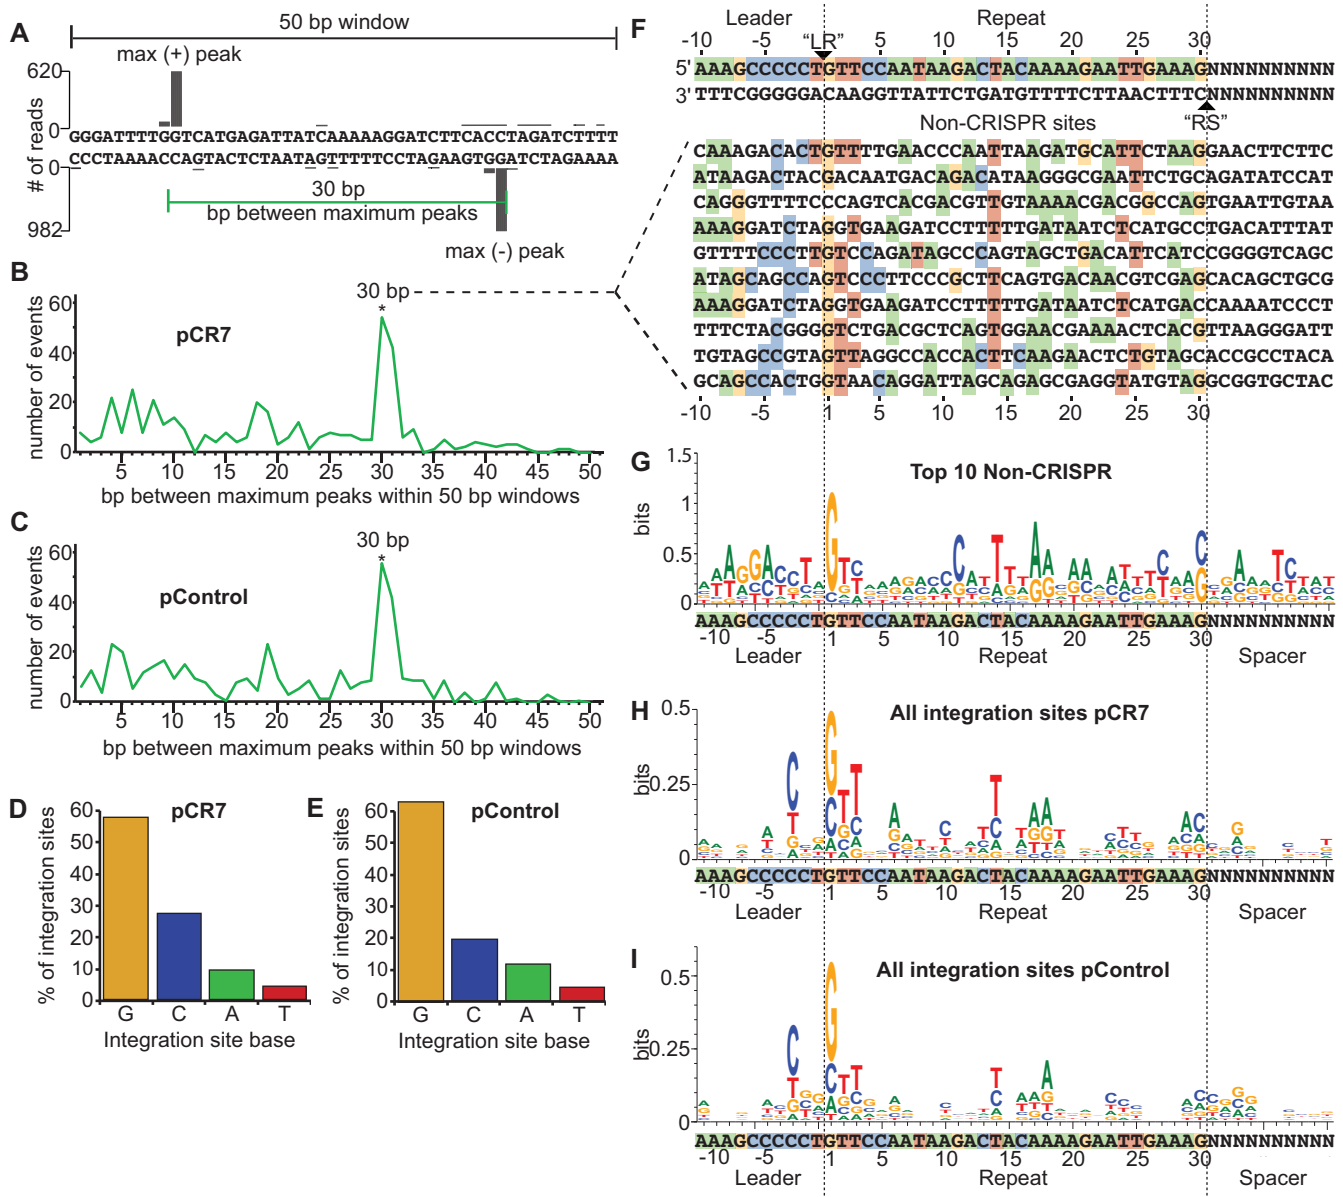 A
50 bp window
max (+) peak
620
0
# of reads
GGGATTTTGGTCATGAGATTATCAAAAAGGATCTTCACCTAGATCTTTT
CCCTAAAACCAGTACTCTAATAGTTTTTCCTAGAAGTGGATCTAGAAAA
0
982
30 bp
bp between maximum peaks
max (-) peak
B
pCR7
30 bp
*
number of events
60
40
20
0
5 10 15 20 25 30 35 40 45 50
bp between maximum peaks within 50 bp windows
C
pControl
30 bp
*
number of events
60
40
20
0
5 10 15 20 25 30 35 40 45 50
bp between maximum peaks within 50 bp windows
D
pCR7
% of integration sites
60
50
40
30
20
10
0
G C A T
Integration site base
E
pControl
% of integration sites
60
50
40
30
20
10
0
G C A T
Integration site base
F
Leader Repeat
-10 -5 "LR" 5 10 15 20 25 30
5' AAAGCCCCCTGTTCCAATAAGACTACAAAAGAATTGAAAGNNNNNNNNNN
3' TTTCGGGGGACAAGGTTATTCTGATGTTTTCTTAACTTTCNNNNNNNNNN
Non-CRISPR sites "RS"
CAAAGACACTGTTTTGAACCCAATTAAGATGCATTCTAAGGAACTTCTTC
ATAAGACTACGACAATGACAGACATAAGGGCGAATTCTGCAGATATCCAT
CAGGGTTTTCCCAGTCACGACGTTGTAAAACGACGGCCAGTGAATTGTAA
AAAGGATCTAGGTGAAGATCCTTTTTGATAATCTCATGCCTGACATTTAT
GTTTTCCCTTGTCCAGATAGCCCAGTAGCTGACATTCATCCGGGGTCAGC
ATAGCAGCCAGTCCCTTCCCGCTTCAGTGACAACGTCGAGCACAGCTGCG
AAAGGATCTAGGTGAAGATCCTTTTTGATAATCTCATGACCAAAATCCCT
TTTCTACGGGGTCTGACGCTCAGTGGAACGAAAACTCACGTTAAGGGATT
TGTAGCCGTAGTTAGGCCACCACTTCAAGAACTCTGTAGCACCGCCTACA
GCAGCCACTGGTAACAGGATTAGCAGAGCGAGGTATGTAGGCGGTGCTAC
-10 -5 1 5 10 15 20 25 30
G
Top 10 Non-CRISPR
bits
1.5
1
0.5
0
AAAGCCCCCTGTTCCAATAAGACTACAAAAGAATTGAAAGNNNNNNNNNN
-10 -5 1 5 10 15 20 25 30
Leader Repeat Spacer
H
All integration sites pCR7
bits
0.5
0.25
0
AAAGCCCCCTGTTCCAATAAGACTACAAAAGAATTGAAAGNNNNNNNNNN
-10 -5 1 5 10 15 20 25 30
Leader Repeat Spacer
I
All integration sites pControl
bits
0.5
0.25
0
AAAGCCCCCTGTTCCAATAAGACTACAAAAGAATTGAAAGNNNNNNNNNN
-10 -5 1 5 10 15 20 25 30
Leader Repeat Spacer